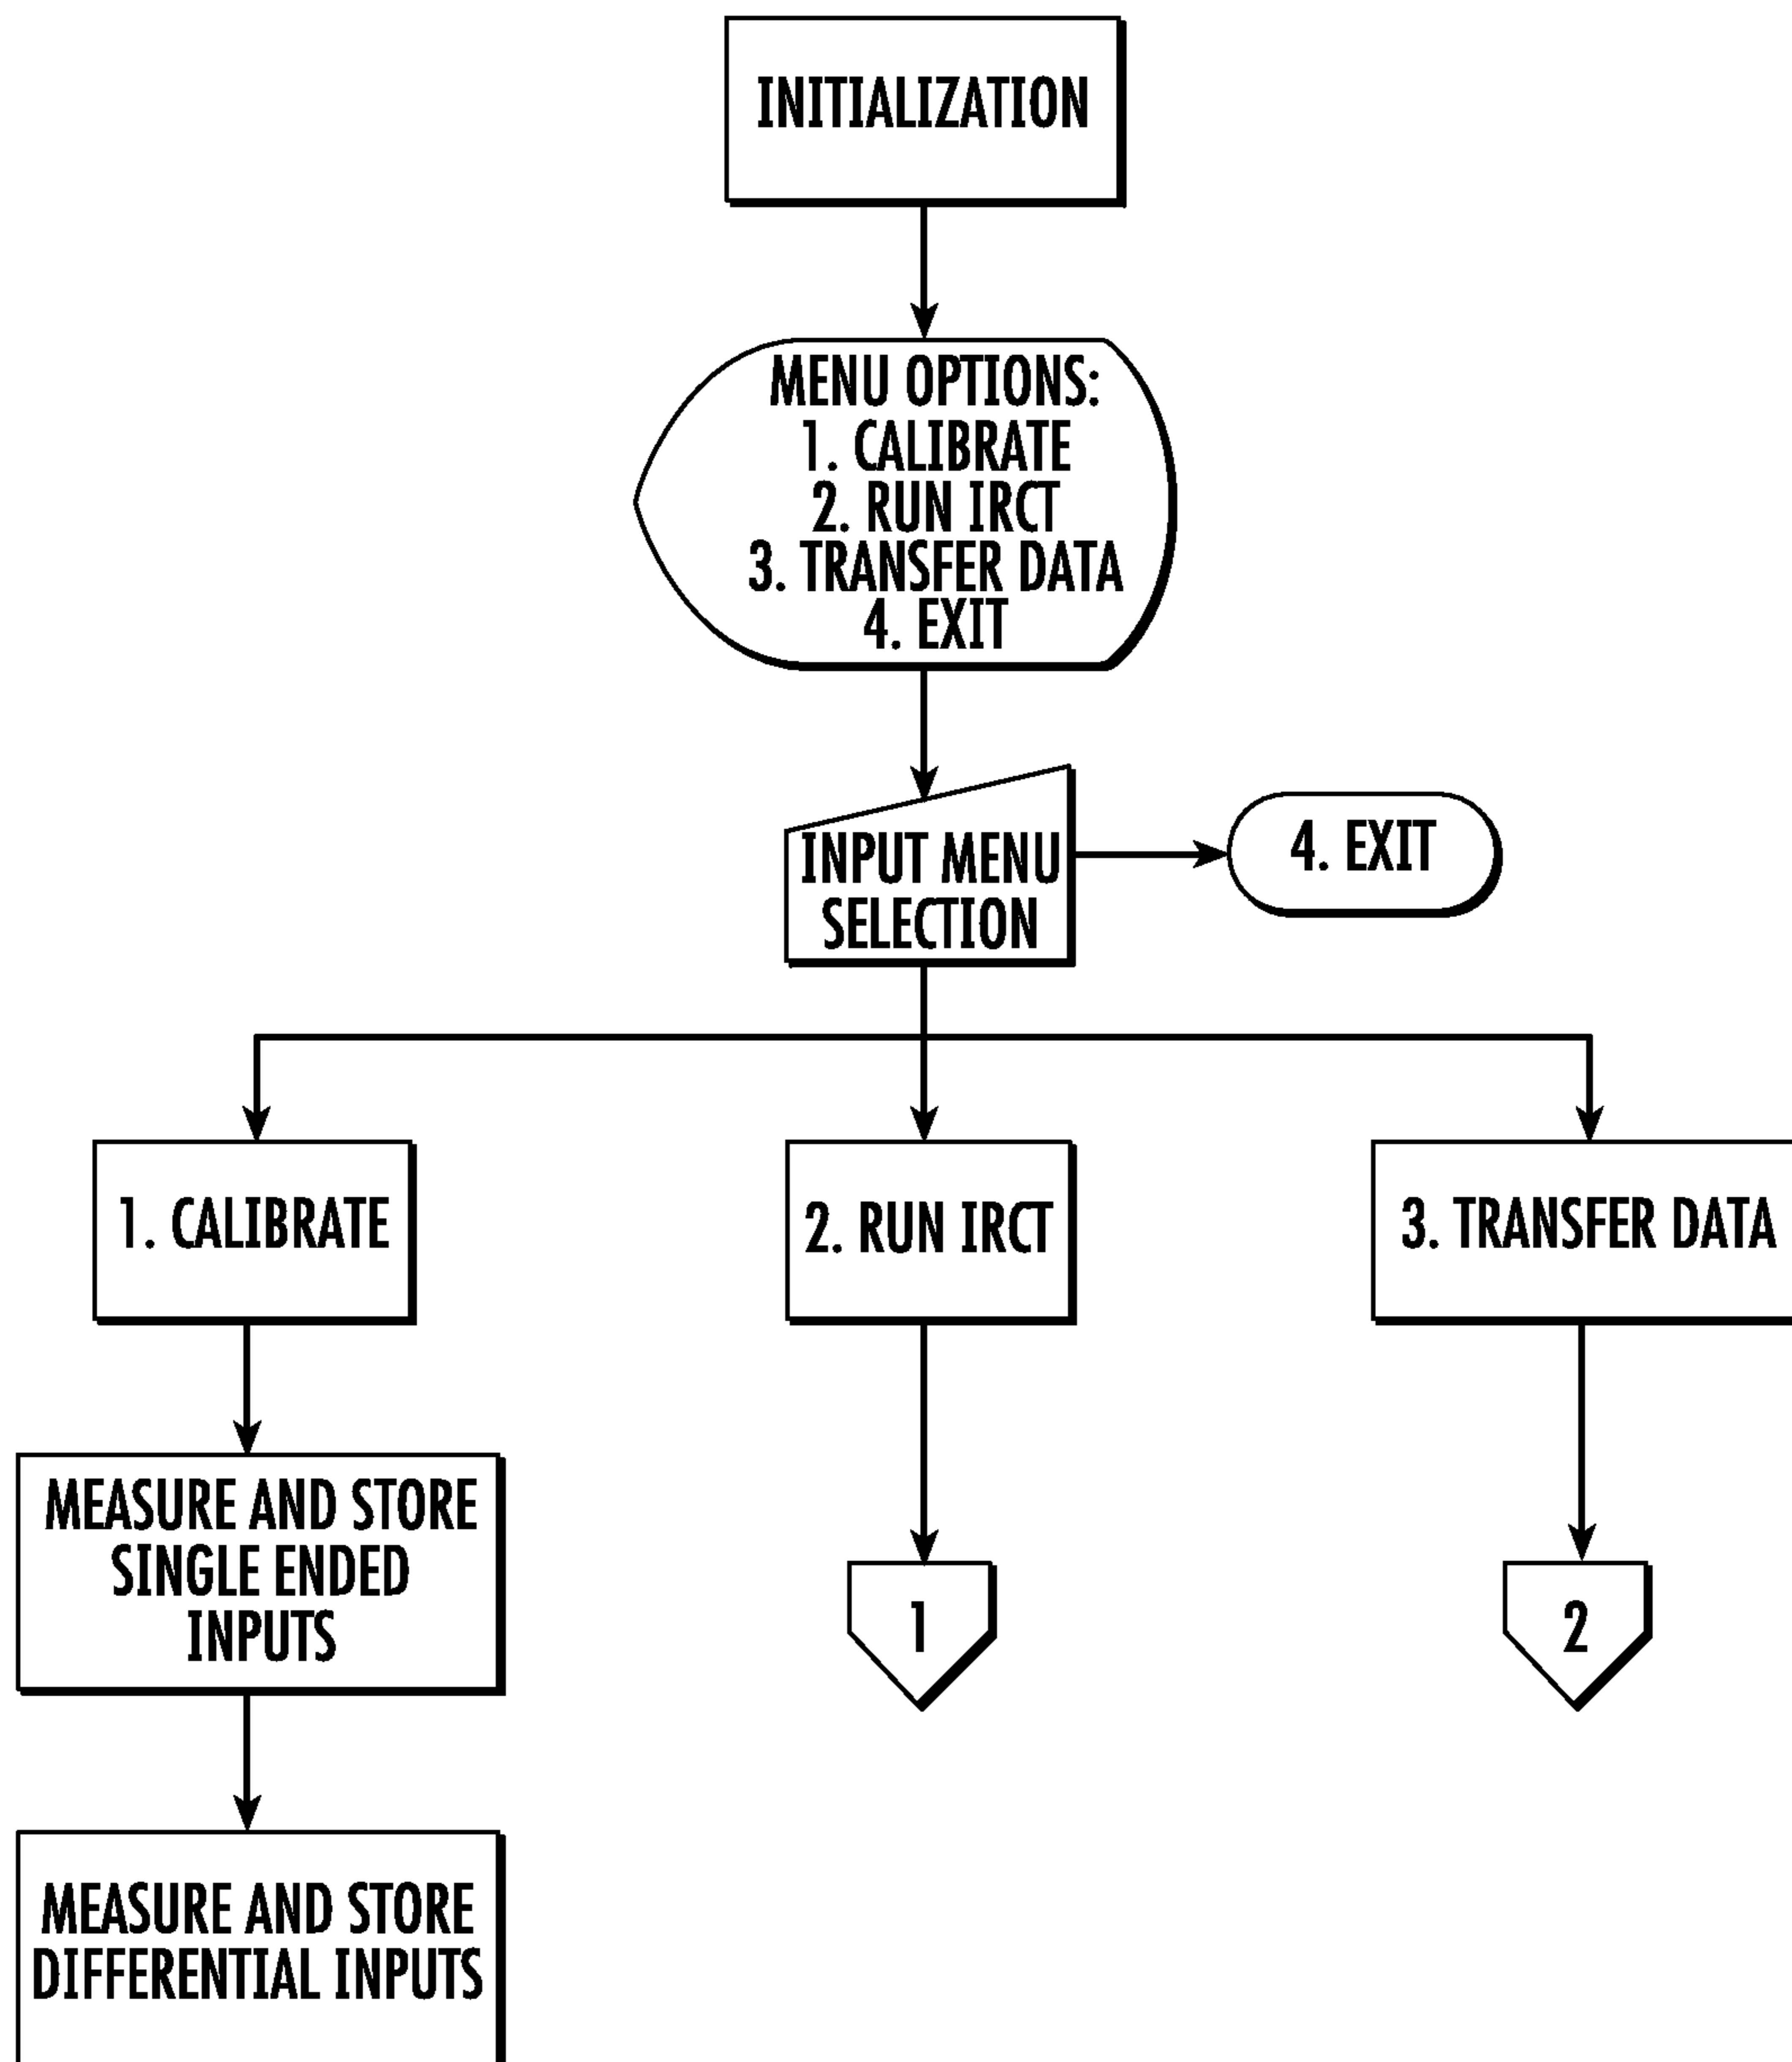 INITIALIZATION
MENU OPTIONS:
1. CALIBRATE
2. RUN IRCT
3. TRANSFER DATA
4. EXIT
INPUT MENU
SELECTION
4. EXIT
1. CALIBRATE
2. RUN IRCT
3. TRANSFER DATA
MEASURE AND STORE
SINGLE ENDED
INPUTS
1
2
MEASURE AND STORE
DIFFERENTIAL INPUTS